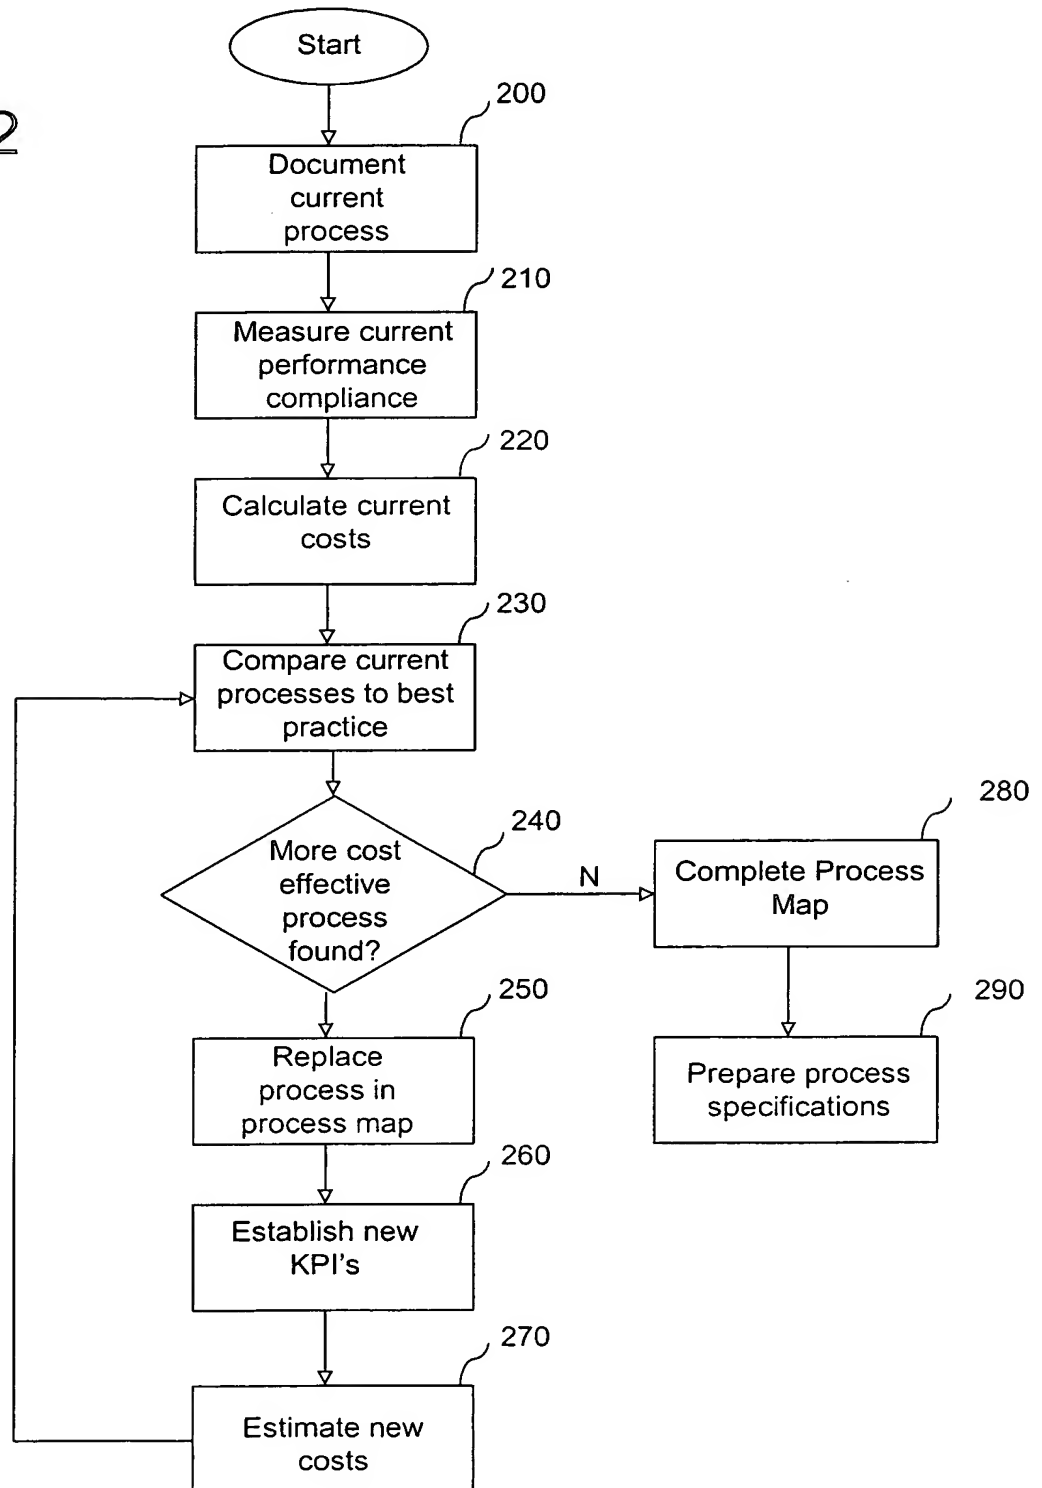 Start
2
200
Document
current
process
210
Measure current
performance
compliance
220
Calculate current
costs
230
Compare current
processes to best
practice
240
More cost
effective
process
found?
N
280
Complete Process
Map
250
Replace
process in
process map
290
Prepare process
specifications
260
Establish new
KPI's
270
Estimate new
costs